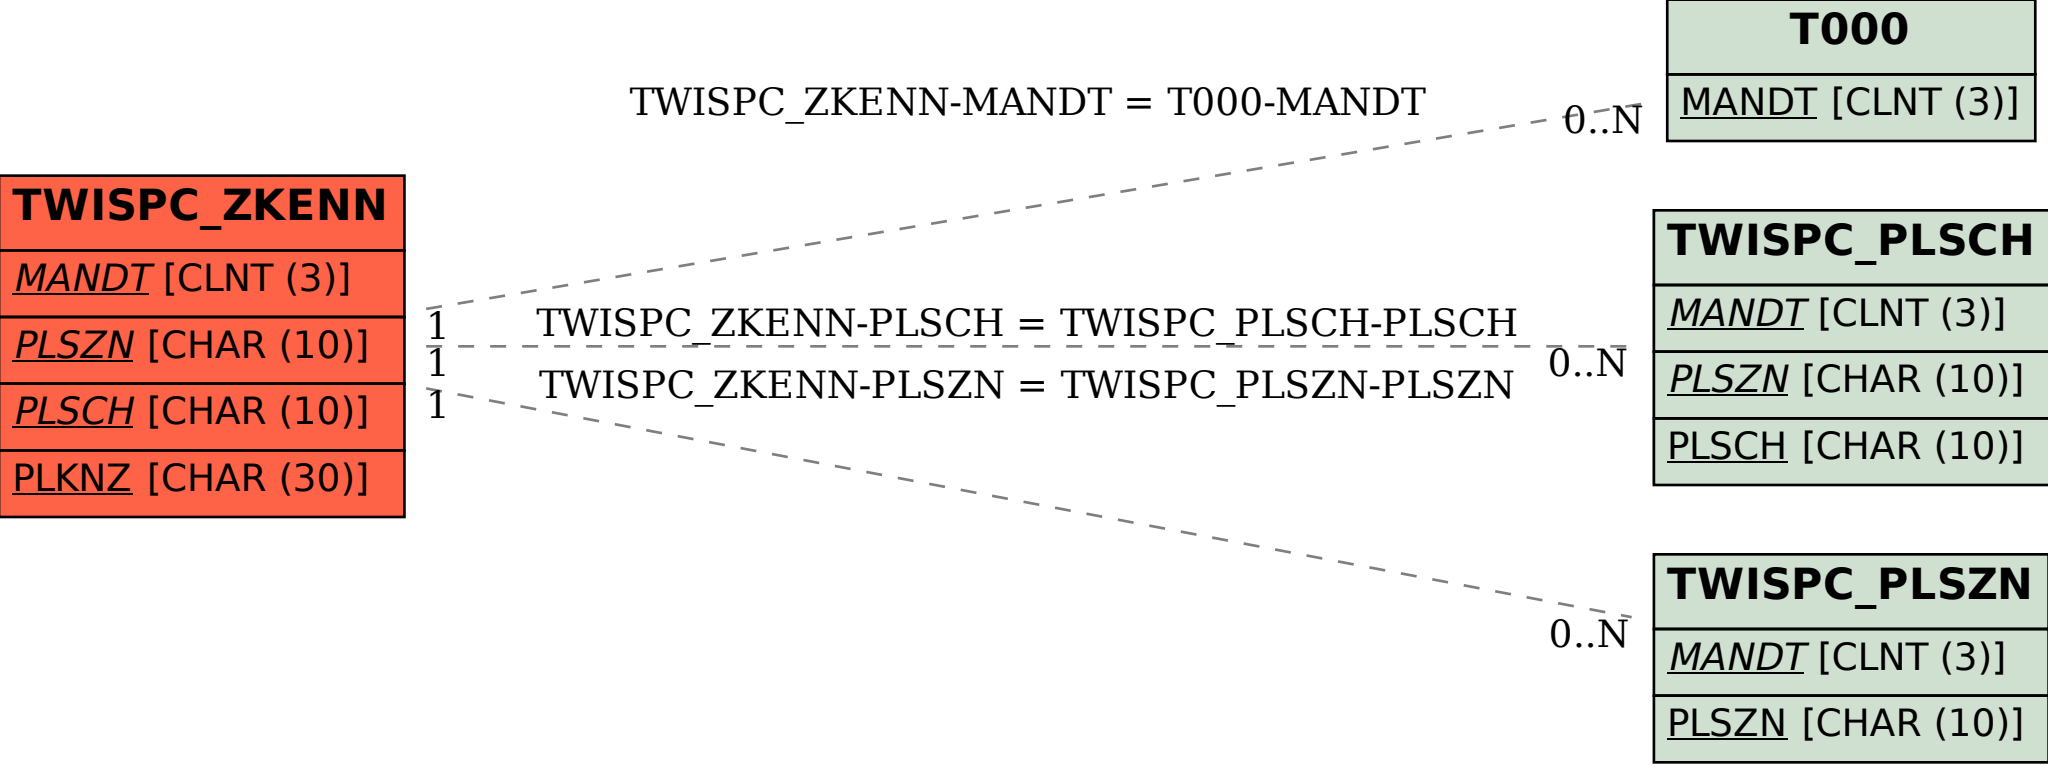 T000
MANDT [CLNT (3)]
TWISPC_ZKENN-MANDT = T000-MANDT
0..N
TWISPC_ZKENN
MANDT [CLNT (3)]
PLSZN [CHAR (10)]
PLSCH [CHAR (10)]
PLKNZ [CHAR (30)]
1
TWISPC_ZKENN-PLSCH = TWISPC_PLSCH-PLSCH
1
0..N
TWISPC_ZKENN-PLSZN = TWISPC_PLSZN-PLSZN
1
0..N
TWISPC_PLSCH
MANDT [CLNT (3)]
PLSZN [CHAR (10)]
PLSCH [CHAR (10)]
TWISPC_PLSZN
MANDT [CLNT (3)]
PLSZN [CHAR (10)]